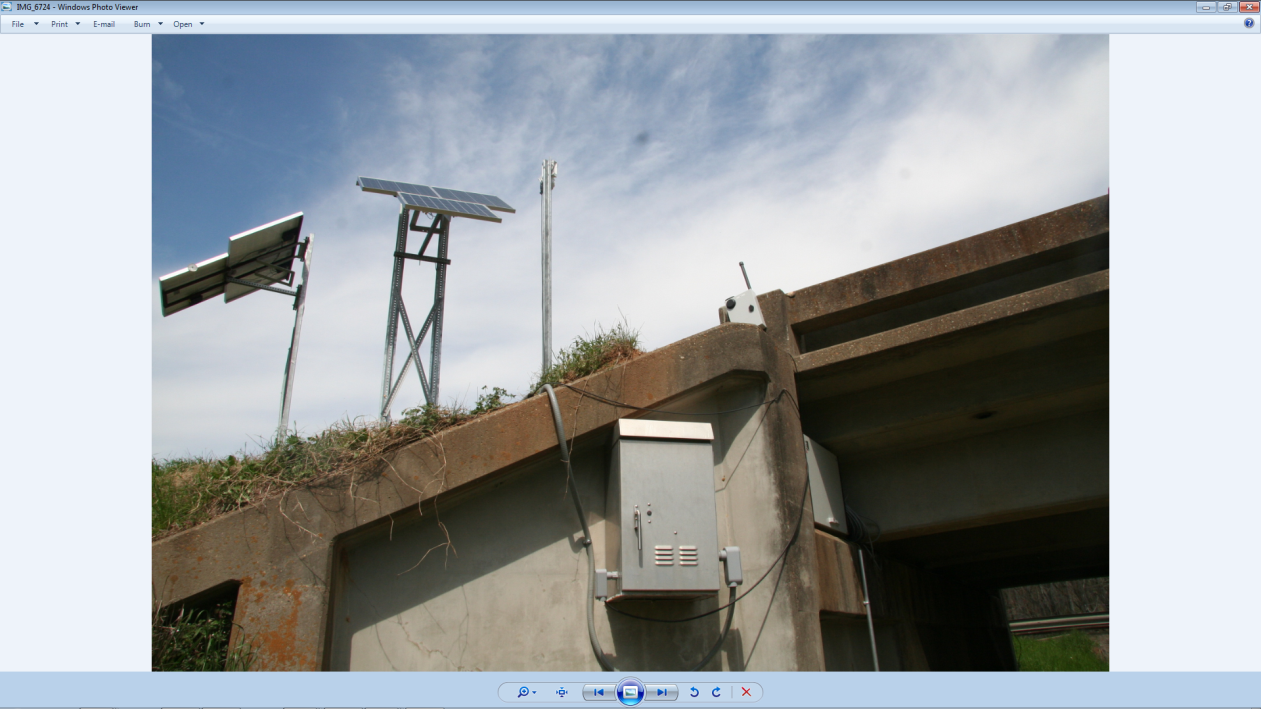 IMG_6724 - Windows Photo Viewer
File Print E-mail Burn Open